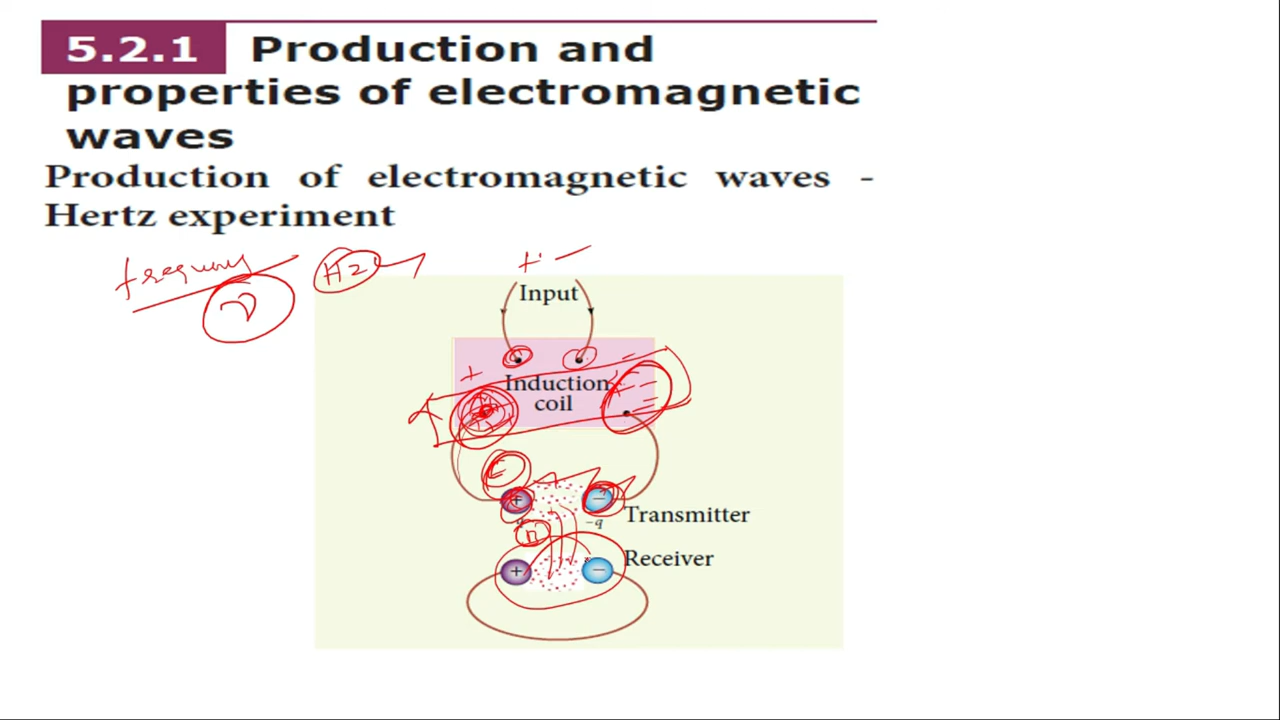 5.2.1 Production and
properties of electromagnetic
waves
Production of electromagnetic waves -
Hertz experiment
Hz
+ -
Input
+ -
Induction
coil
+ -
-q
Transmitter
Receiver
+ -